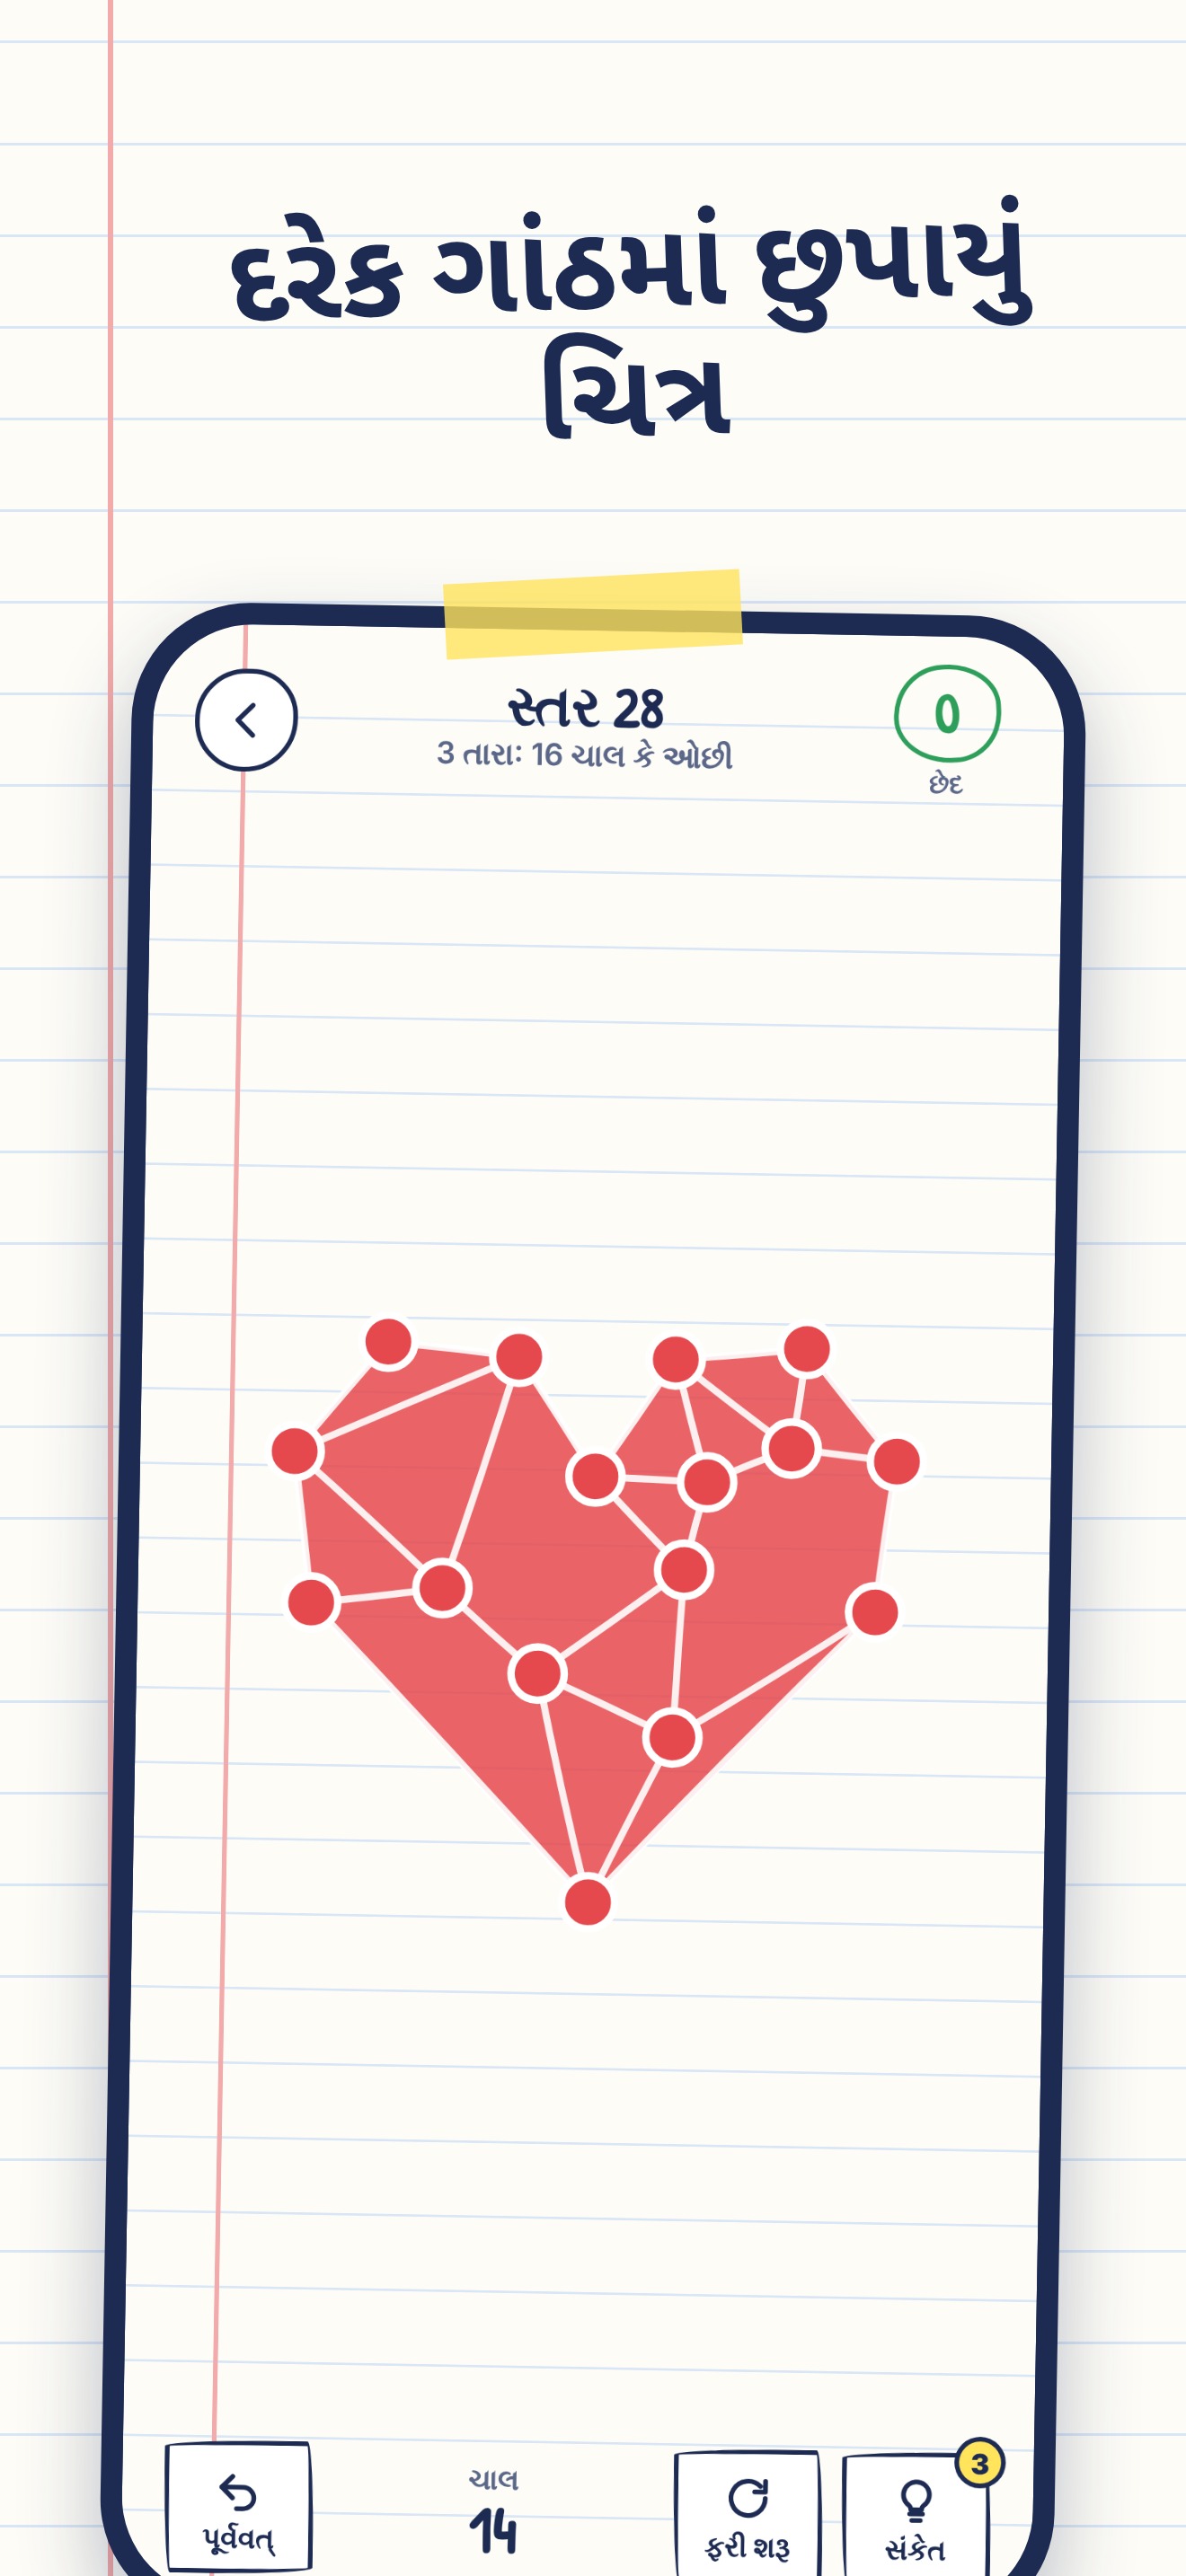 દરેક ગાંઠમાં છુપાયું
ચિત્ર
સ્તર 28
3 તારા: 16 ચાલ કે ઓછી
0
છેદ
3
પૂર્વવત્
ચાલ
14
ફરી શરૂ
સંકેત